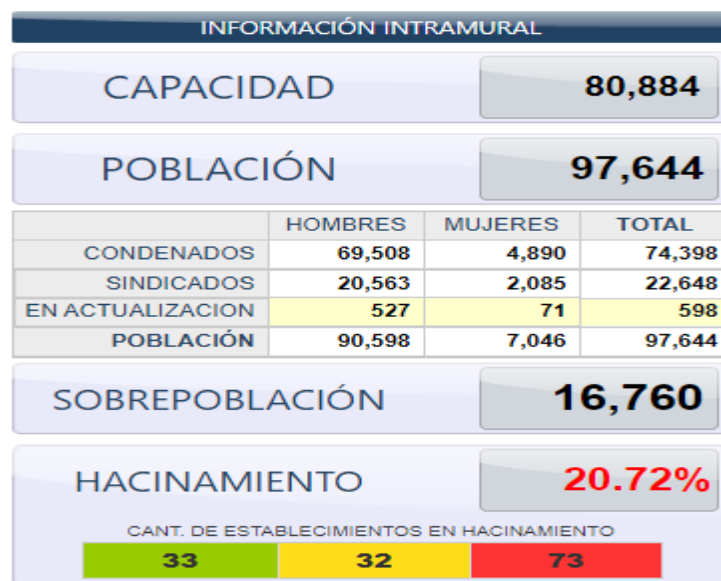 INFORMACIÓN INTRAMURAL
CAPACIDAD 80,884
POBLACIÓN 97,644
HOMBRES MUJERES TOTAL
CONDENADOS 69,508 4,890 74,398
SINDICADOS 20,563 2,085 22,648
EN ACTUALIZACION 527 71 598
POBLACIÓN 90,598 7,046 97,644
SOBREPOBLACIÓN 16,760
HACINAMIENTO 20.72%
CANT. DE ESTABLECIMIENTOS EN HACINAMIENTO
33 32 73